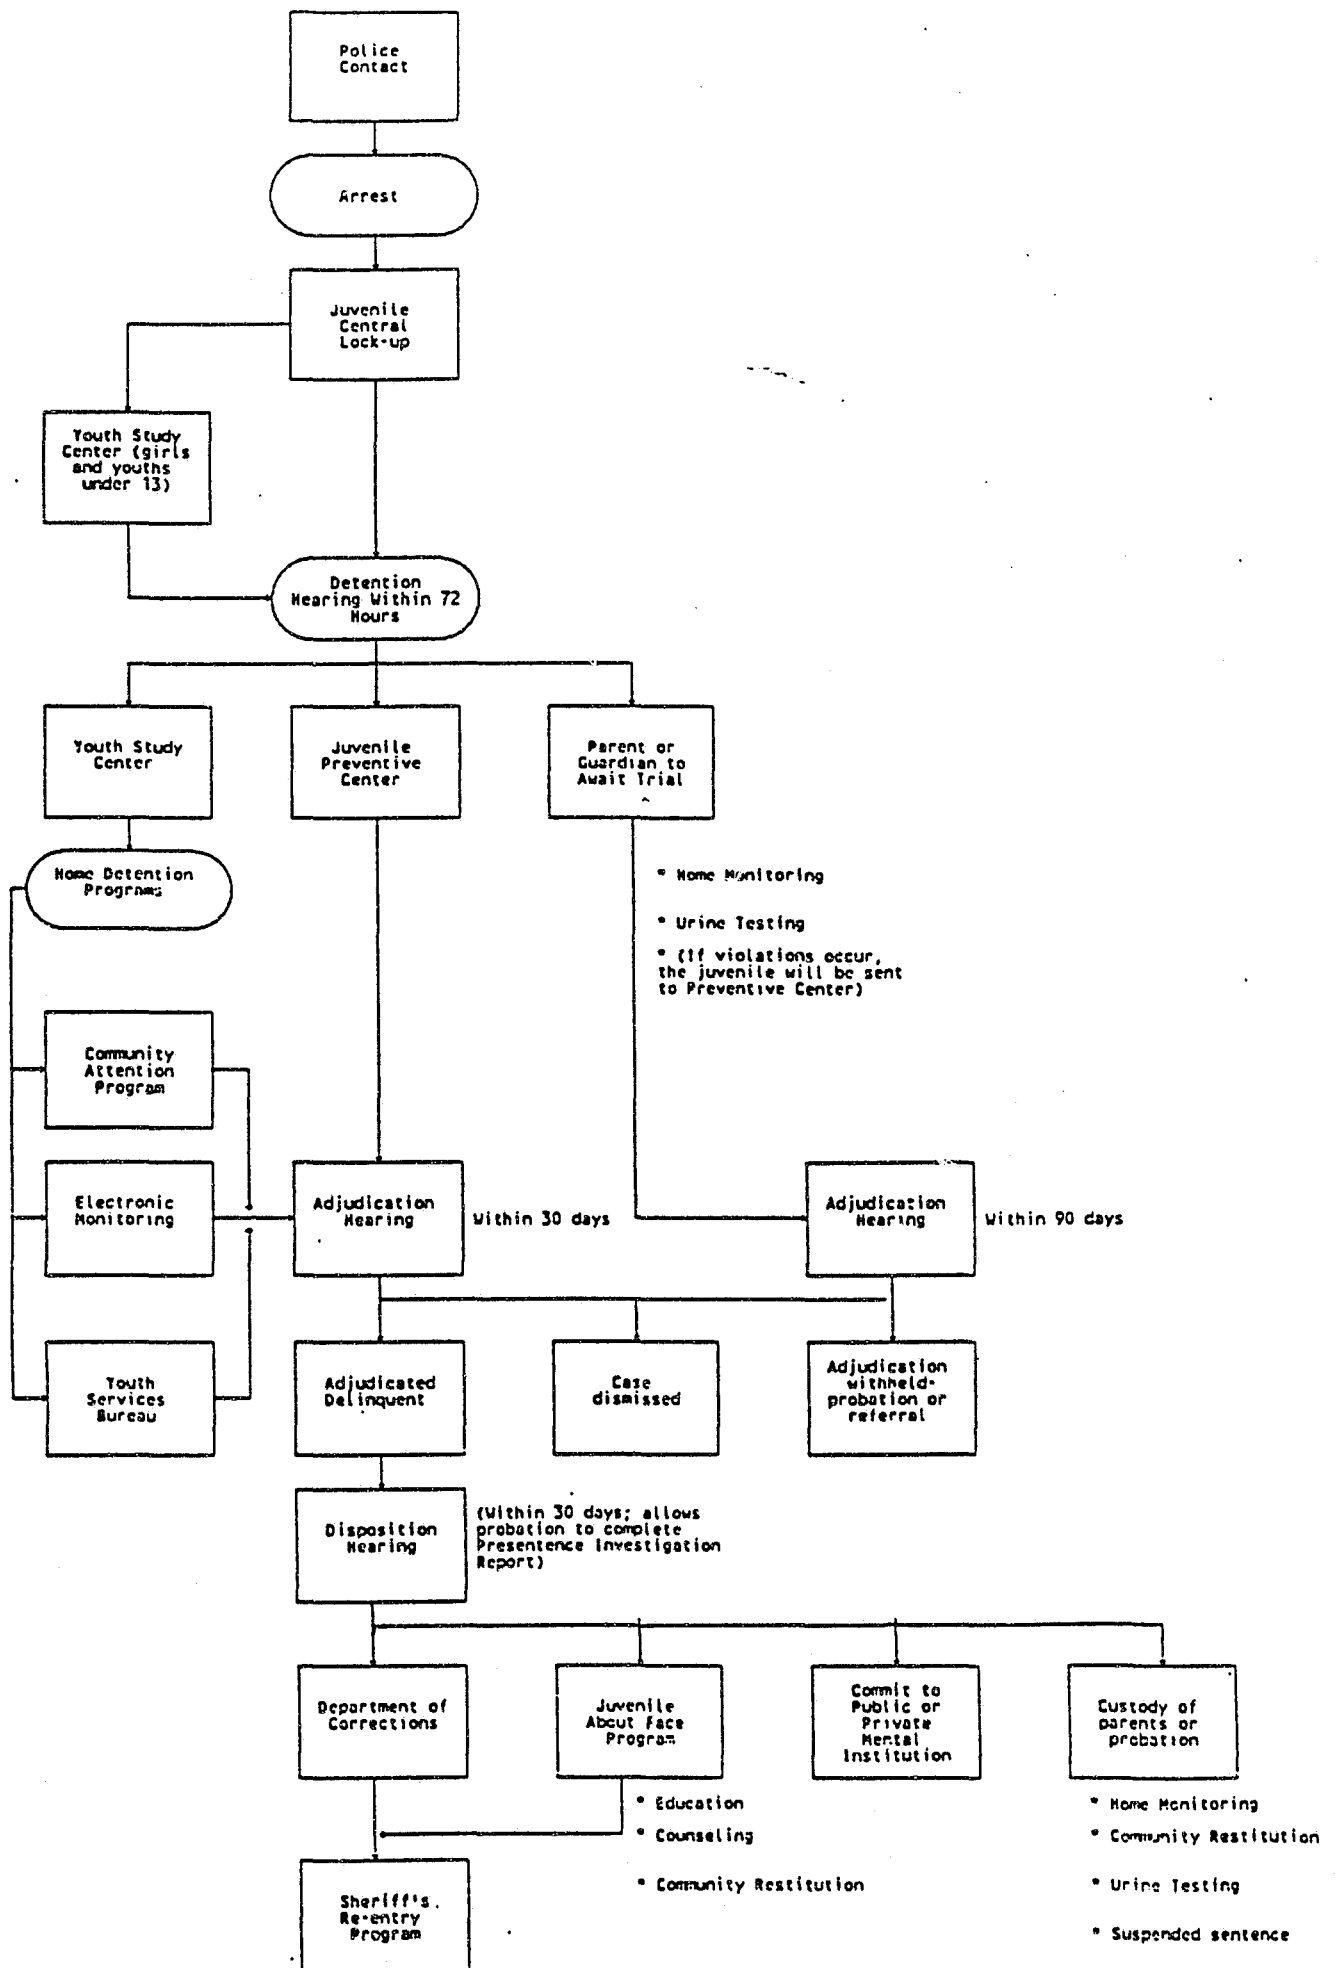 Police
Contact
Arrest
Juvenile
Central
Lock-up
Youth Study
Center (girls
and youths
under 13)
Detention
Hearing Within 72
Hours
Youth Study
Center
Juvenile
Preventive
Center
Parent or
Guardian to
Await Trial
Home Detention
Programs
* Home Monitoring
* Urine Testing
* (If violations occur,
the juvenile will be sent
to Preventive Center)
Community
Attention
Program
Electronic
Monitoring
Adjudication
Hearing
Within 30 days
Adjudication
Hearing
Within 90 days
Youth
Services
Bureau
Adjudicated
Delinquent
Case
dismissed
Adjudication
withheld-
probation or
referral
Disposition
Hearing
(Within 30 days; allows
probation to complete
Presentence Investigation
Report)
Department of
Corrections
Juvenile
About Face
Program
Commit to
Public or
Private
Mental
Institution
Custody of
parents or
probation
* Education
* Counseling
* Community Restitution
* Home Monitoring
* Community Restitution
* Urine Testing
* Suspended sentence
Sheriff's
Re-entry
Program